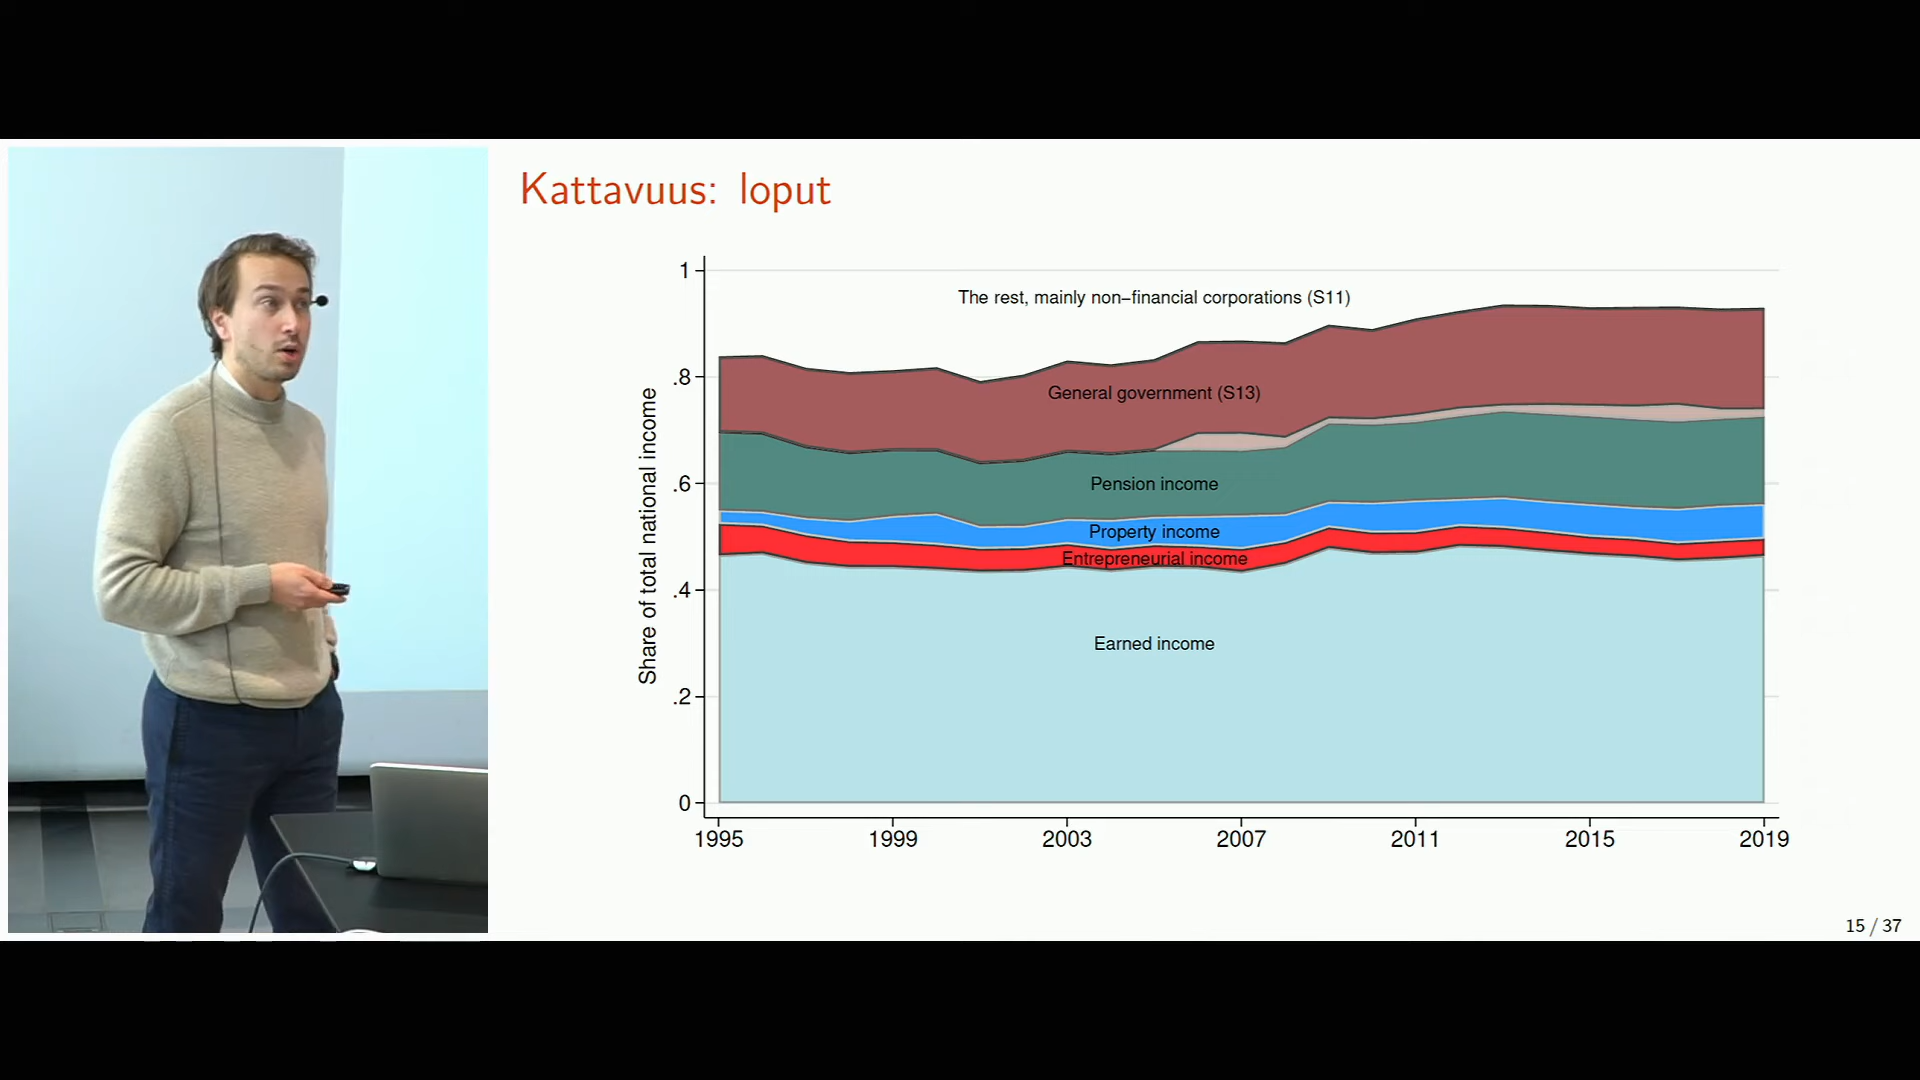 Kattavuus: loput
Share of total national income
1
.8
.6
.4
.2
0
The rest, mainly non–financial corporations (S11)
General government (S13)
Pension income
Property income
Entrepreneurial income
Earned income
1995 1999 2003 2007 2011 2015 2019
15 / 37